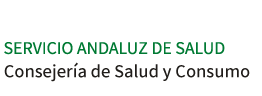 SERVICIO ANDALUZ DE SALUD
Consejería de Salud y Consumo